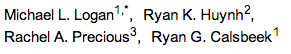 Michael L. Logan1,*, Ryan K. Huynh2,
Rachel A. Precious3, Ryan G. Calsbeek1